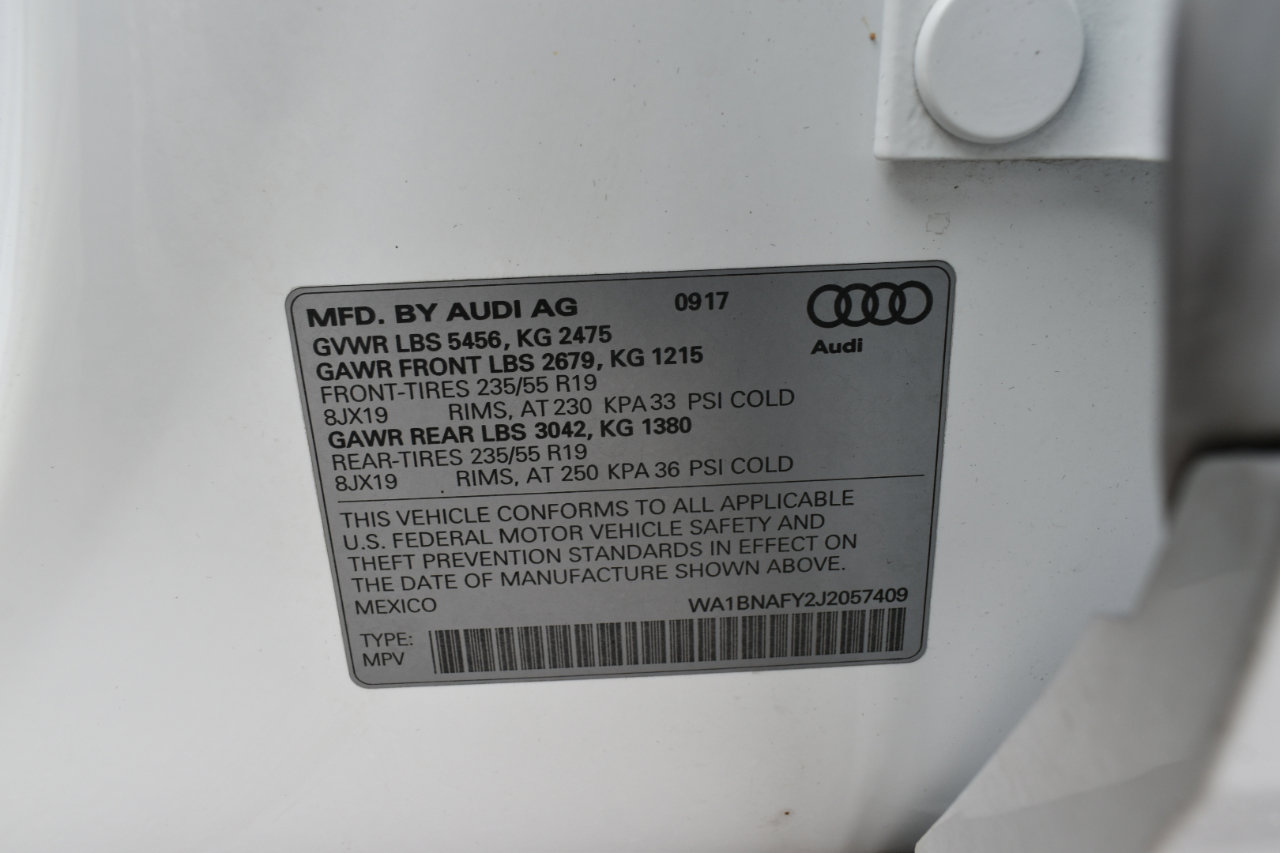 MFD. BY AUDI AG 0917
GVWR LBS 5456, KG 2475
GAWR FRONT LBS 2679, KG 1215
Audi
FRONT-TIRES 235/55 R19
8JX19 RIMS, AT 230 KPA 33 PSI COLD
GAWR REAR LBS 3042, KG 1380
REAR-TIRES 235/55 R19
8JX19 RIMS, AT 250 KPA 36 PSI COLD
THIS VEHICLE CONFORMS TO ALL APPLICABLE
U.S. FEDERAL MOTOR VEHICLE SAFETY AND
THEFT PREVENTION STANDARDS IN EFFECT ON
THE DATE OF MANUFACTURE SHOWN ABOVE.
MEXICO WA1BNAFY2J2057409
TYPE:
MPV